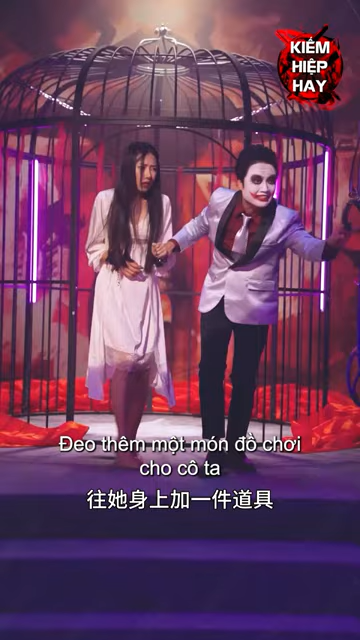 KIẾM
HIỆP
HAY
Đeo thêm một món đồ chơi
cho cô ta
往她身上加一件道具